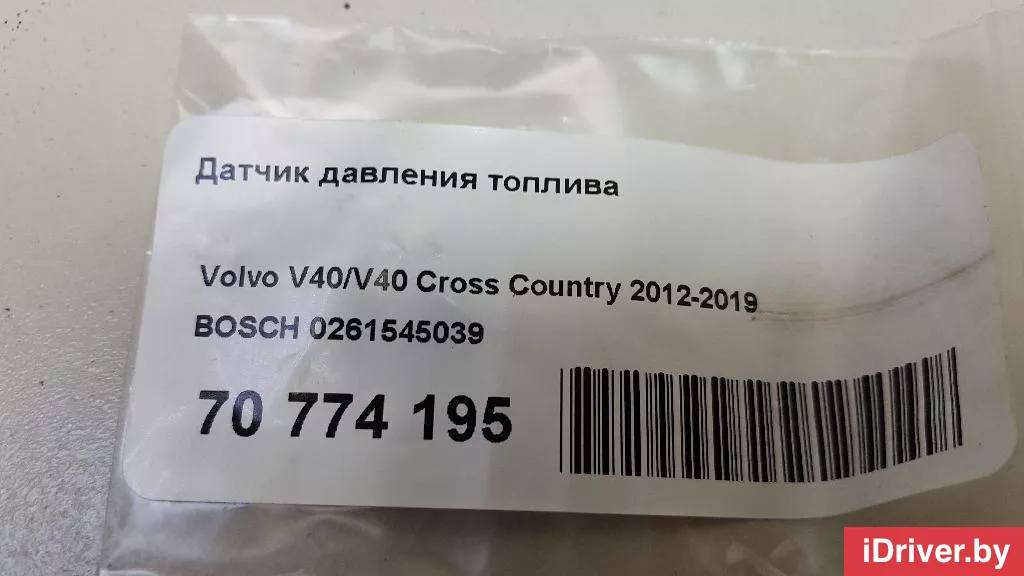 Датчик давления топлива
Volvo V40/V40 Cross Country 2012-2019
BOSCH 0261545039
70 774 195
iDriver.by